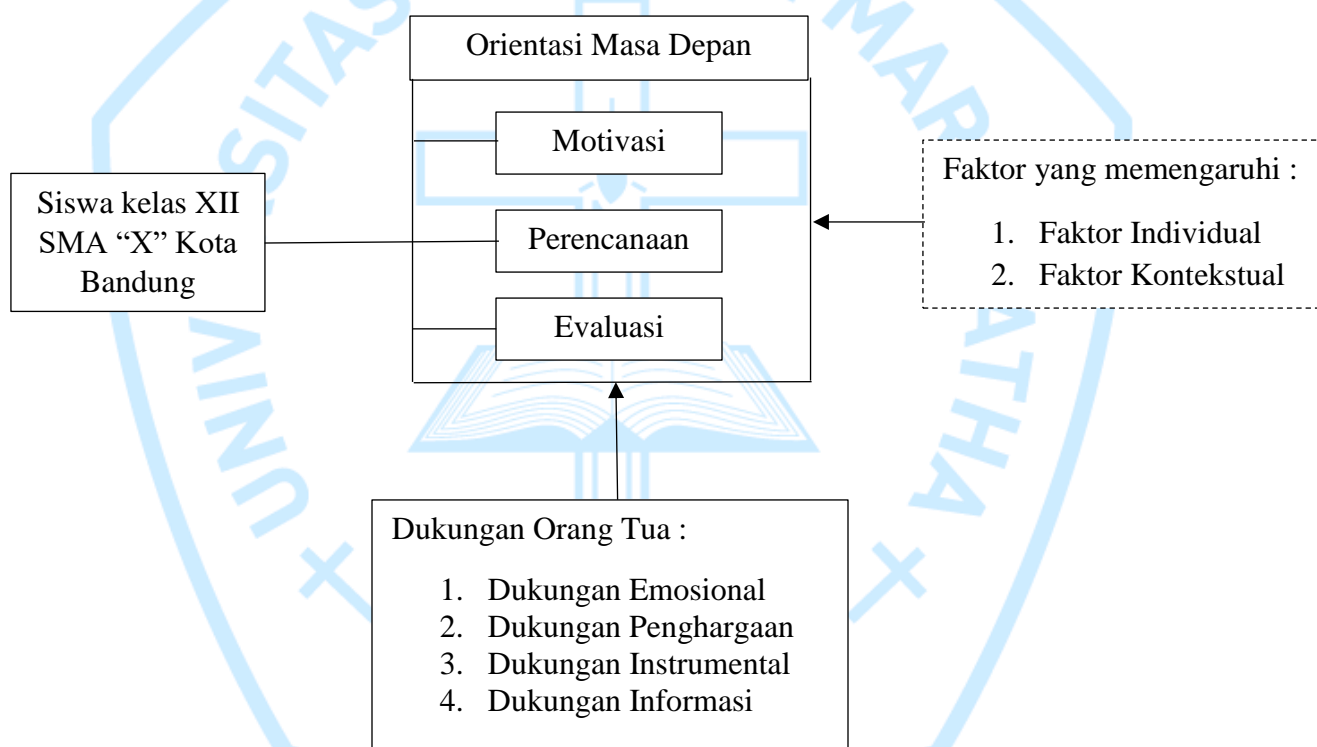 Orientasi Masa Depan
Motivasi
Siswa kelas XII
SMA “X” Kota
Bandung
Perencanaan
Evaluasi
Faktor yang memengaruhi :
1. Faktor Individual
2. Faktor Kontekstual
Dukungan Orang Tua :
1. Dukungan Emosional
2. Dukungan Penghargaan
3. Dukungan Instrumental
4. Dukungan Informasi